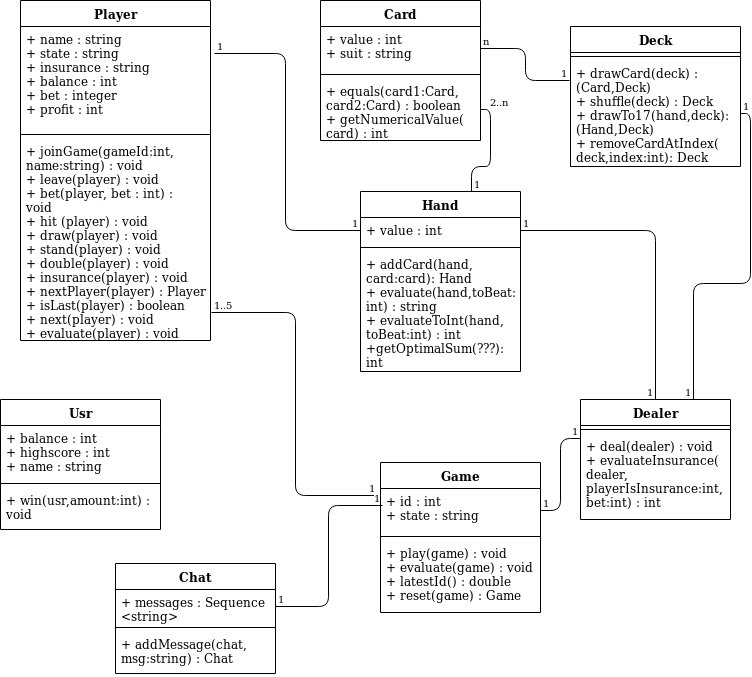 Player
+ name : string
+ state : string
+ insurance : string
+ balance : int
+ bet : integer
+ profit : int
+ joinGame(gameId:int,
name:string) : void
+ leave(player) : void
+ bet(player, bet : int) :
void
+ hit (player) : void
+ draw(player) : void
+ stand(player) : void
+ double(player) : void
+ insurance(player) : void
+ nextPlayer(player) : Player
+ isLast(player) : boolean
+ next(player) : void
+ evaluate(player) : void
1
1..5
Card
+ value : int
+ suit : string
+ equals(card1:Card,
card2:Card) : boolean
+ getNumericalValue(
card) : int
n
2..n
Deck
+ drawCard(deck) :
(Card,Deck)
+ shuffle(deck) : Deck
+ drawTo17(hand,deck):
(Hand,Deck)
+ removeCardAtIndex(
deck,index:int): Deck
1
1
Hand
+ value : int
+ addCard(hand,
card:card): Hand
+ evaluate(hand,toBeat:
int) : string
+ evaluateToInt(hand,
toBeat:int) : int
+getOptimalSum(???):
int
1
1
1
Usr
+ balance : int
+ highscore : int
+ name : string
+ win(usr,amount:int) :
void
Game
+ id : int
+ state : string
+ play(game) : void
+ evaluate(game) : void
+ latestId() : double
+ reset(game) : Game
1
1
1
Dealer
+ deal(dealer) : void
+ evaluateInsurance(
dealer,
playerIsInsurance:int,
bet:int) : int
1
1
1
Chat
+ messages : Sequence
<string>
+ addMessage(chat,
msg:string) : Chat
1